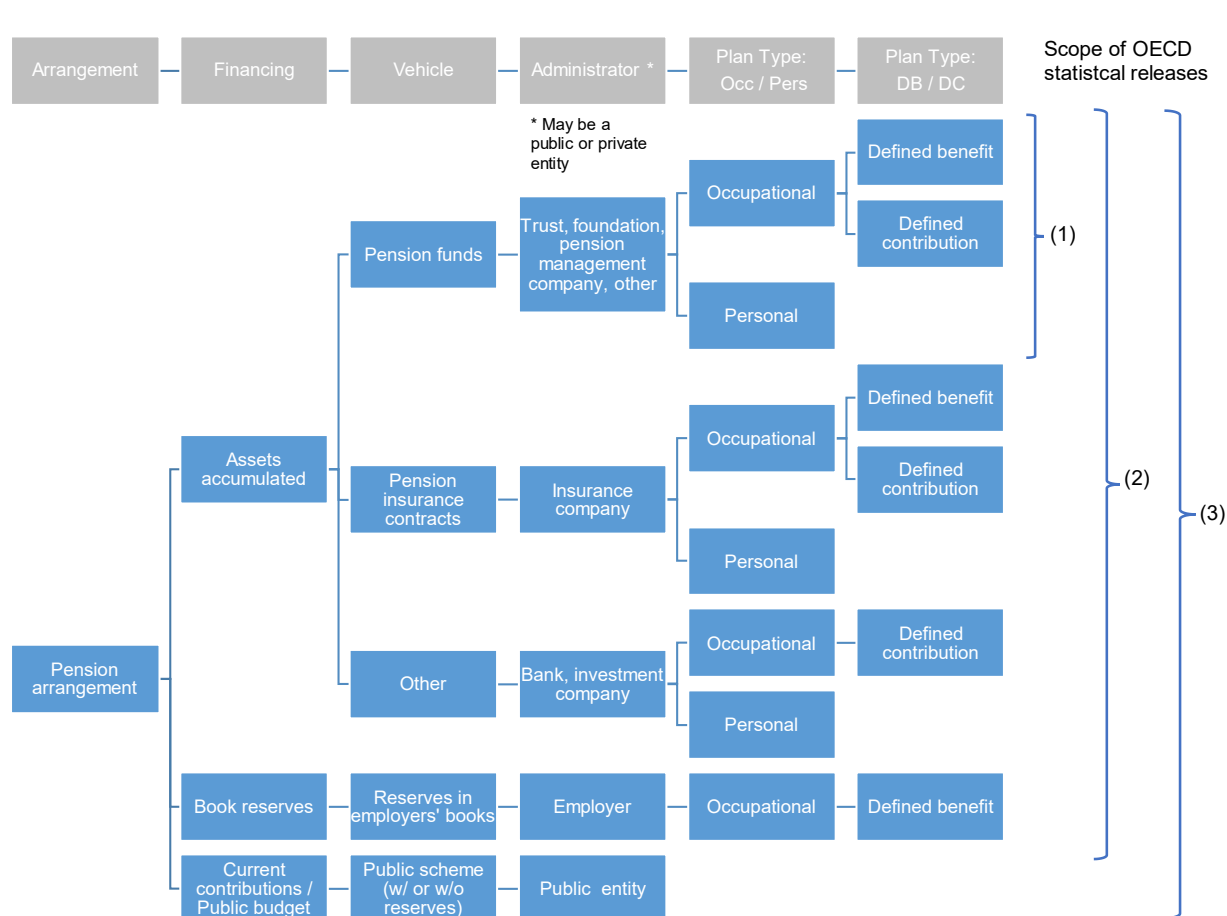 Arrangement
Financing
Vehicle
Administrator *
Plan Type:
Occ / Pers
Plan Type:
DB / DC
Scope of OECD
statistcal releases
* May be a
public or private
entity
Defined benefit
Occupational
Defined
contribution
(1)
Trust, foundation,
pension
management
company, other
Pension funds
Personal
Defined benefit
Occupational
Defined
contribution
(2)
(3)
Assets
accumulated
Pension
insurance
contracts
Insurance
company
Personal
Occupational
Defined
contribution
Pension
arrangement
Other
Bank, investment
company
Personal
Book reserves
Reserves in
employers' books
Employer
Occupational
Defined benefit
Current
contributions /
Public budget
Public scheme
(w/ or w/o
reserves)
Public entity